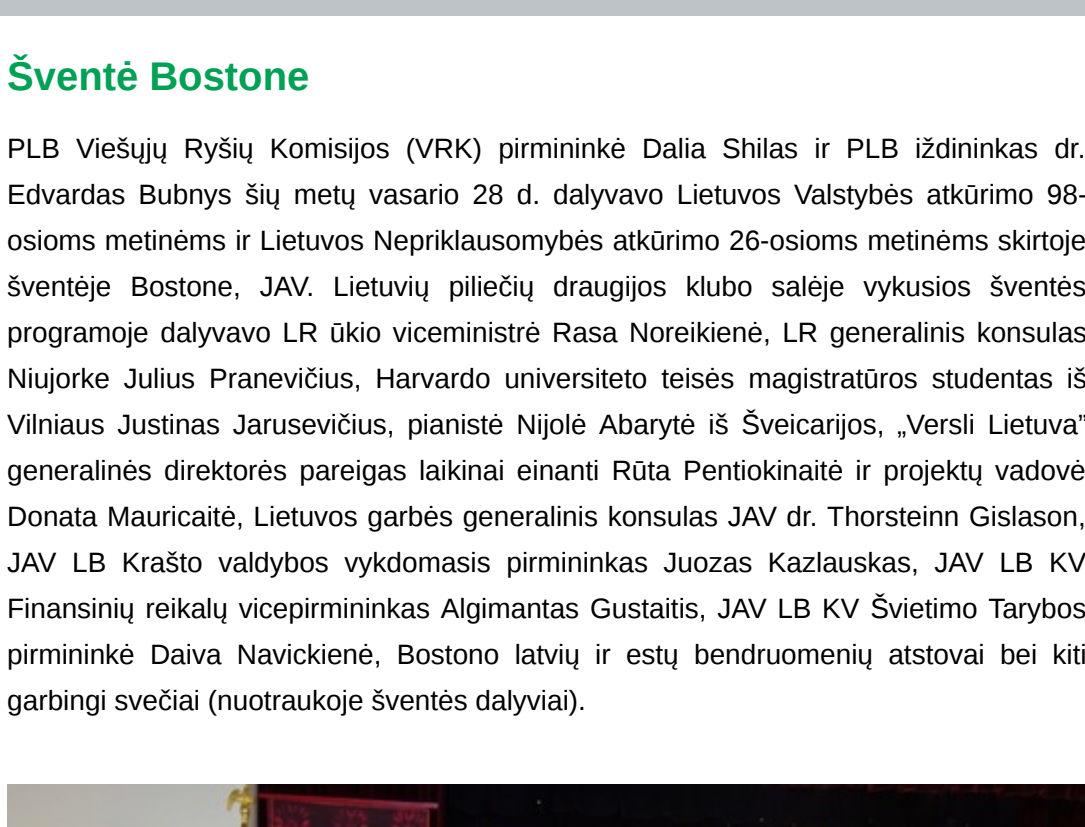 Šventė Bostone
PLB Viešųjų Ryšių Komisijos (VRK) pirmininkė Dalia Shilas ir PLB iždininkas dr.
Edvardas Bubnys šių metų vasario 28 d. dalyvavo Lietuvos Valstybės atkūrimo 98-
osioms metinėms ir Lietuvos Nepriklausomybės atkūrimo 26-osioms metinėms skirtoje
šventėje Bostone, JAV. Lietuvių piliečių draugijos klubo salėje vykusios šventės
programoje dalyvavo LR ūkio viceministrė Rasa Noreikienė, LR generalinis konsulas
Niujorke Julius Pranevičius, Harvardo universiteto teisės magistratūros studentas iš
Vilniaus Justinas Jarusevičius, pianistė Nijolė Abarytė iš Šveicarijos, „Versli Lietuva”
generalinės direktorės pareigas laikinai einanti Rūta Pentiokinaitė ir projektų vadovė
Donata Mauricaitė, Lietuvos garbės generalinis konsulas JAV dr. Thorsteinn Gislason,
JAV LB Krašto valdybos vykdomasis pirmininkas Juozas Kazlauskas, JAV LB KV
Finansinių reikalų vicepirmininkas Algimantas Gustaitis, JAV LB KV Švietimo Tarybos
pirmininkė Daiva Navickienė, Bostono latvių ir estų bendruomenių atstovai bei kiti
garbingi svečiai (nuotraukoje šventės dalyviai).